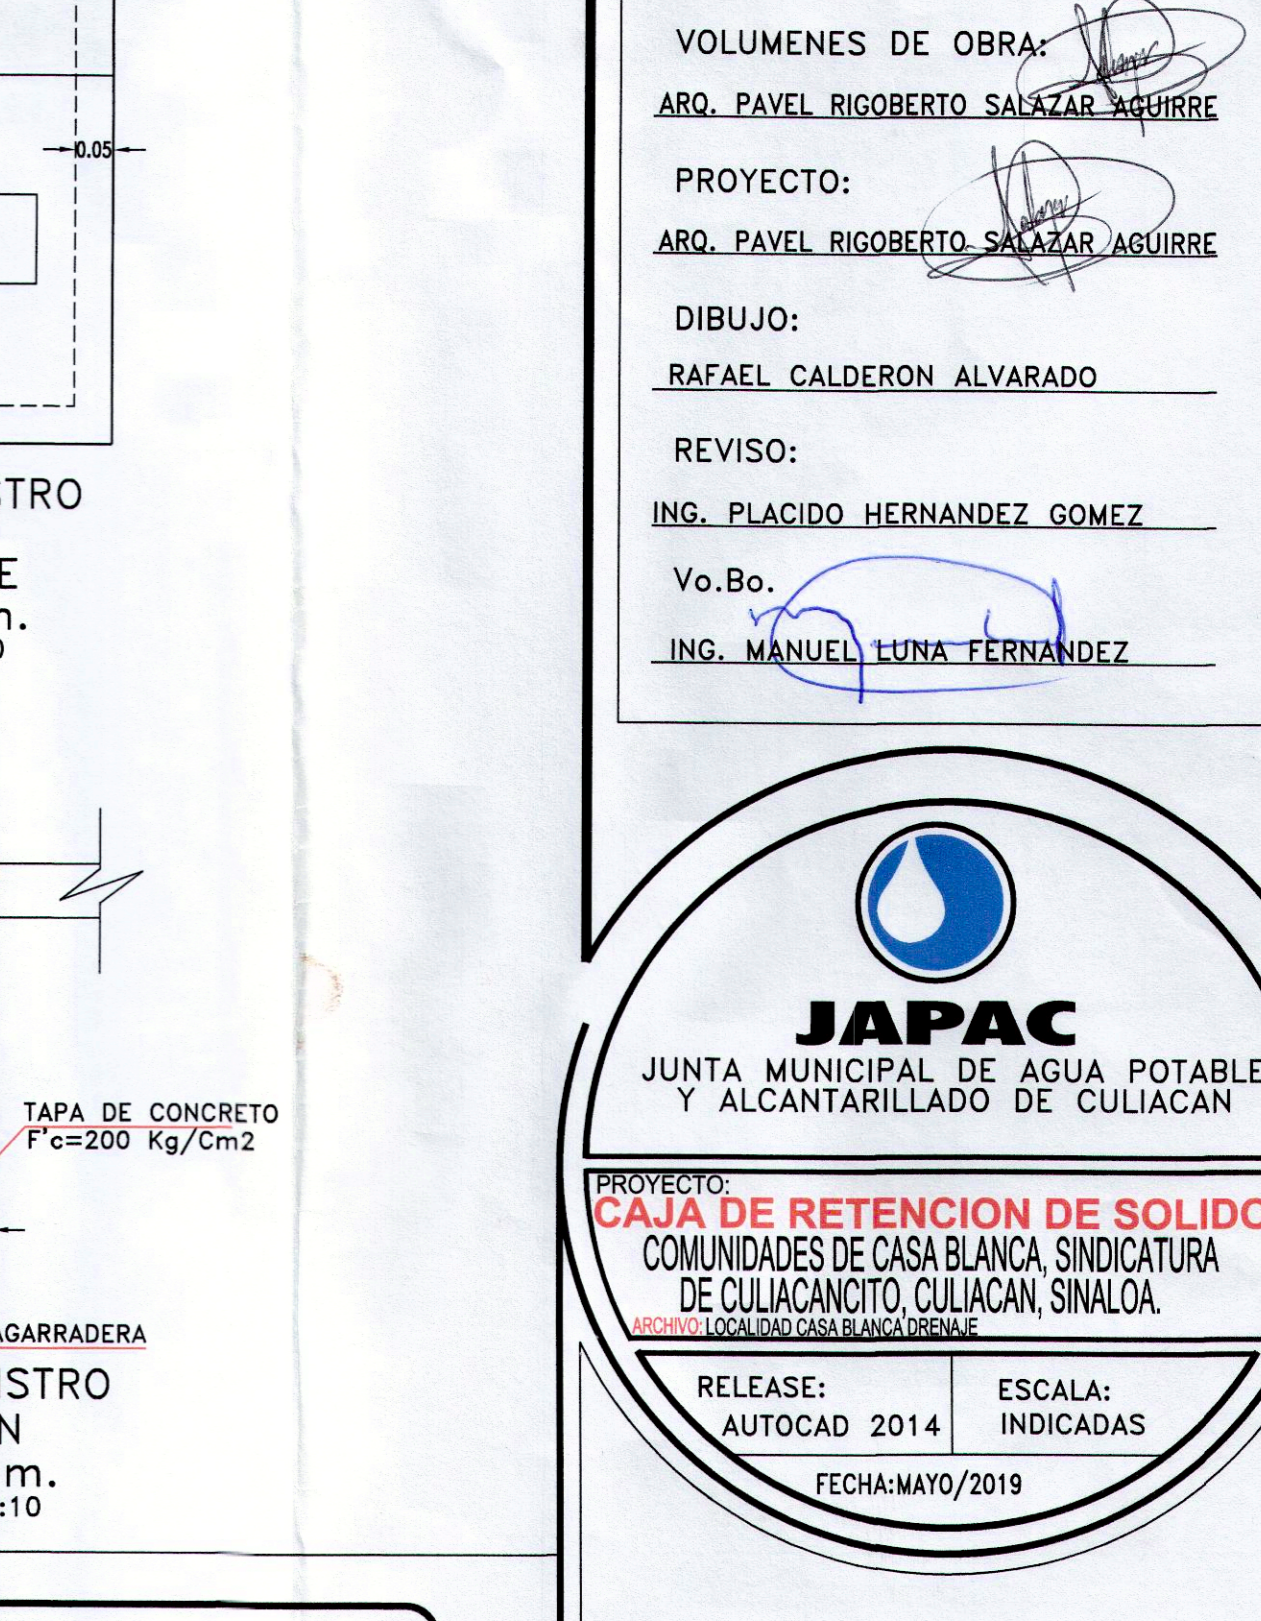 VOLUMENES DE OBRA:
ARQ. PAVEL RIGOBERTO SALAZAR AGUIRRE
PROYECTO:
ARQ. PAVEL RIGOBERTO SALAZAR AGUIRRE
DIBUJO:
RAFAEL CALDERON ALVARADO
REVISO:
ING. PLACIDO HERNANDEZ GOMEZ
Vo.Bo.
ING. MANUEL LUNA FERNANDEZ
0.05
STRO
E
m.
TAPA DE CONCRETO
F'c=200 Kg/Cm2
AGARRADERA
ISTRO
N
m.
:10
JAPAC
JUNTA MUNICIPAL DE AGUA POTABLE
Y ALCANTARILLADO DE CULIACAN
PROYECTO:
CAJA DE RETENCION DE SOLIDO
COMUNIDADES DE CASA BLANCA, SINDICATURA
DE CULIACANCITO, CULIACAN, SINALOA.
ARCHIVO: LOCALIDAD CASA BLANCA DRENAJE
RELEASE:
AUTOCAD 2014
ESCALA:
INDICADAS
FECHA:MAYO/2019